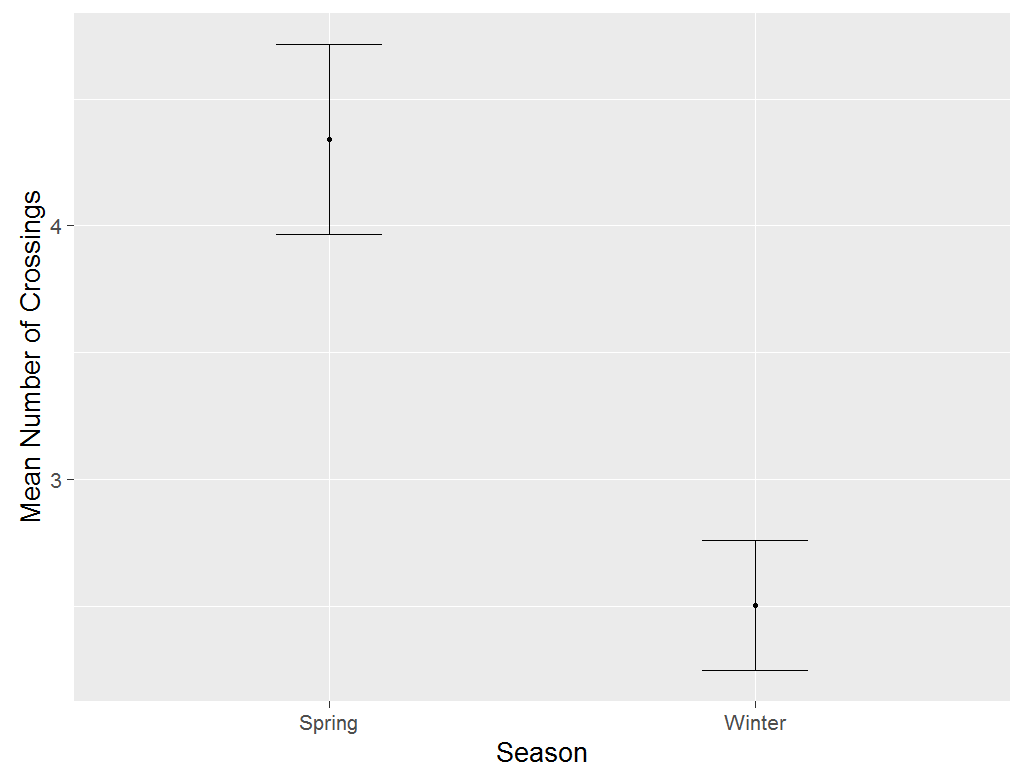 Mean Number of Crossings
4
3
Spring
Winter
Season